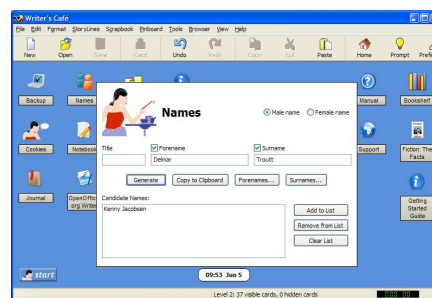 Writer's Café
File Edit Format StoryLines Scrapbook Pinboard Tools Browser View Help
New Open Save Card Undo Redo Copy Cut Paste Home Prompt Prefe
Backup Names Manual Bookshelf
Names
Male name Female name
Cookies Notebook Support Fiction: The Facts
Title Forename Surname
Delmar Troutt
Generate Copy to Clipboard Forenames... Surnames...
Journal OpenOffic org Writer Getting Started Guide
Candidate Names:
Kenny Jacobsen
Add to List
Remove from List
Clear List
start 09:53 Jun 5
Level 2: 37 visible cards, 0 hidden cards